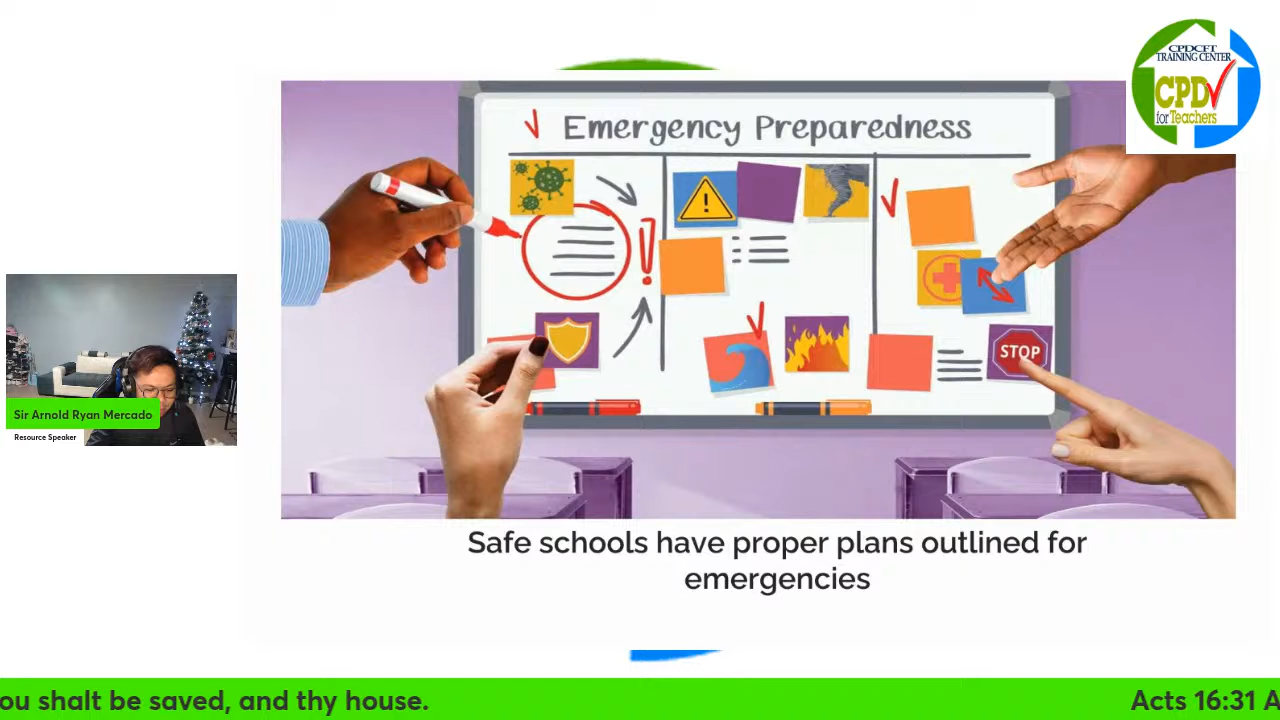 CPDCFT
TRAINING CENTER
CPD
for Teachers
Emergency Preparedness
STOP
Sir Arnold Ryan Mercado
Resource Speaker
Safe schools have proper plans outlined for
emergencies
ou shalt be saved, and thy house.
Acts 16:31 A